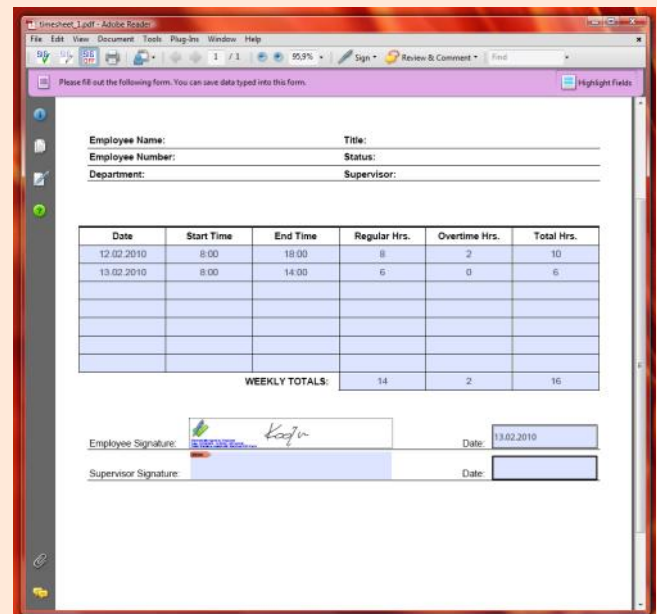 timesheet_1.pdf - Adobe Reader
File Edit View Document Tools Plug-Ins Window Help
1 / 1 95,9% Sign Review & Comment Find
Please fill out the following form. You can save data typed into this form. Highlight Fields
Employee Name: Title:
Employee Number: Status:
Department: Supervisor:
Date Start Time End Time Regular Hrs. Overtime Hrs. Total Hrs.
12.02.2010 8:00 18:00 8 2 10
13.02.2010 8:00 14:00 6 0 6
WEEKLY TOTALS: 14 2 16
Employee Signature: Date: 13.02.2010
Supervisor Signature: Date: